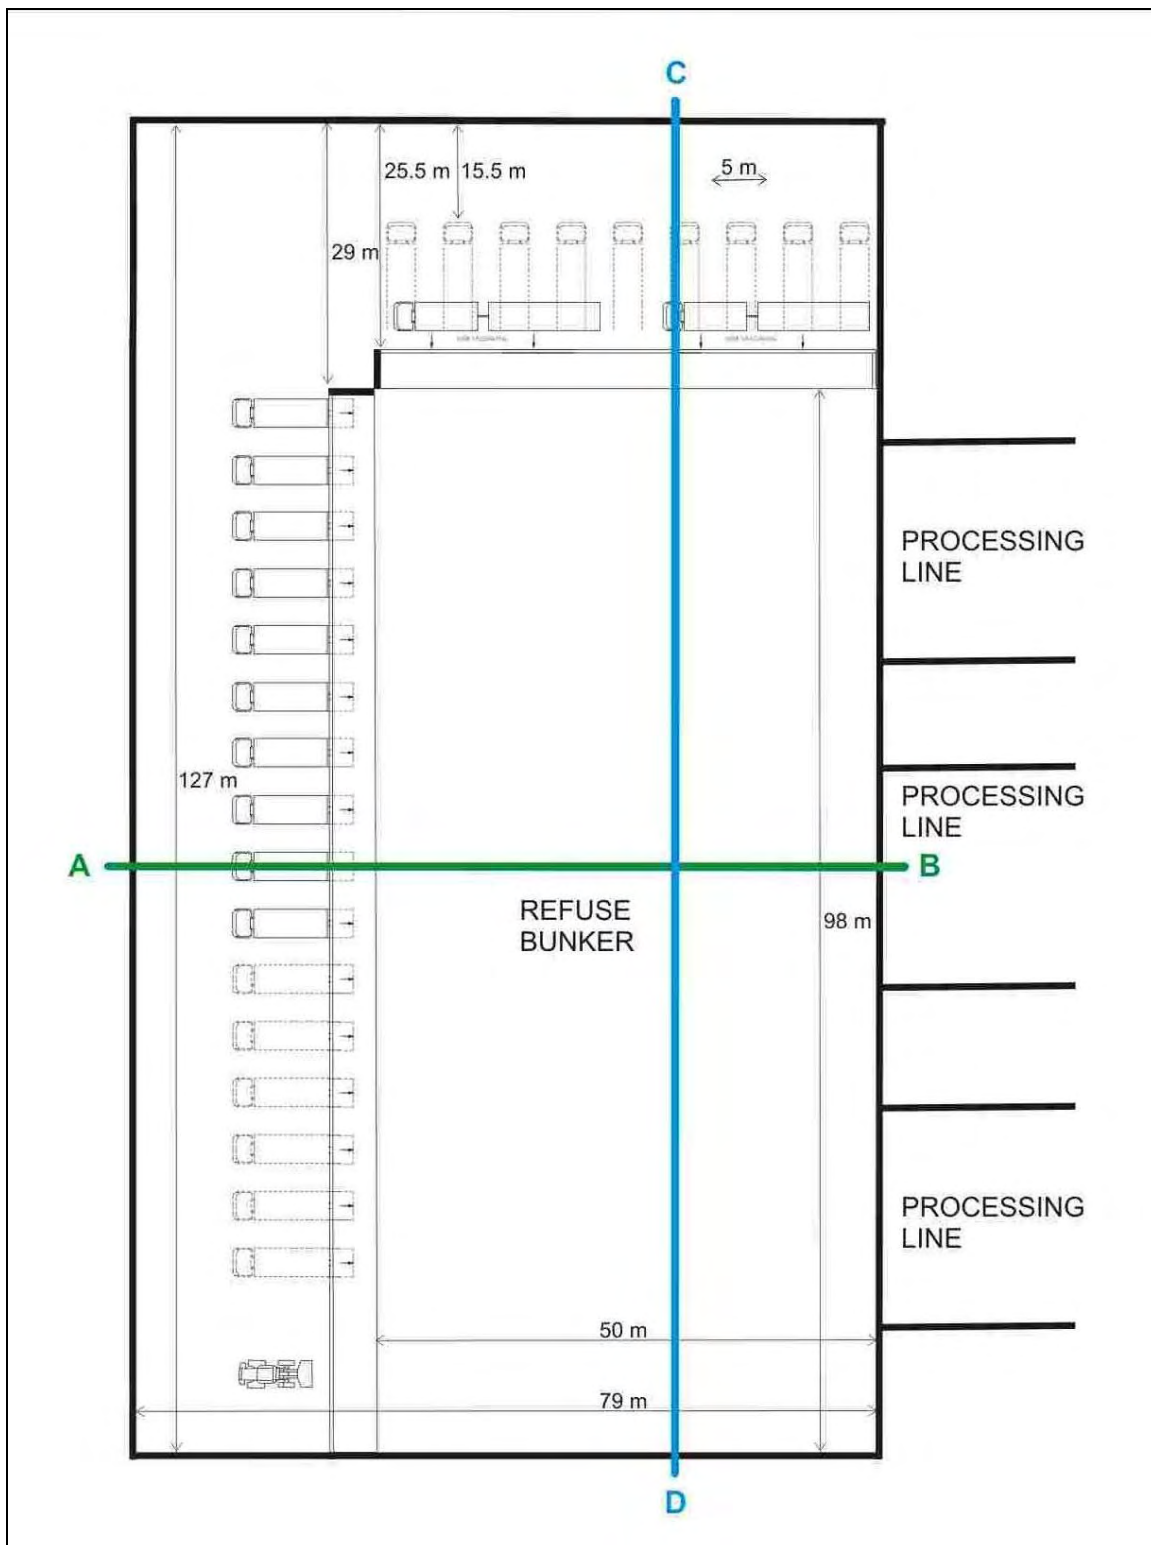 C
25.5 m
15.5 m
5 m
29 m
PROCESSING
LINE
127 m
PROCESSING
LINE
A
B
REFUSE
BUNKER
98 m
PROCESSING
LINE
50 m
79 m
D